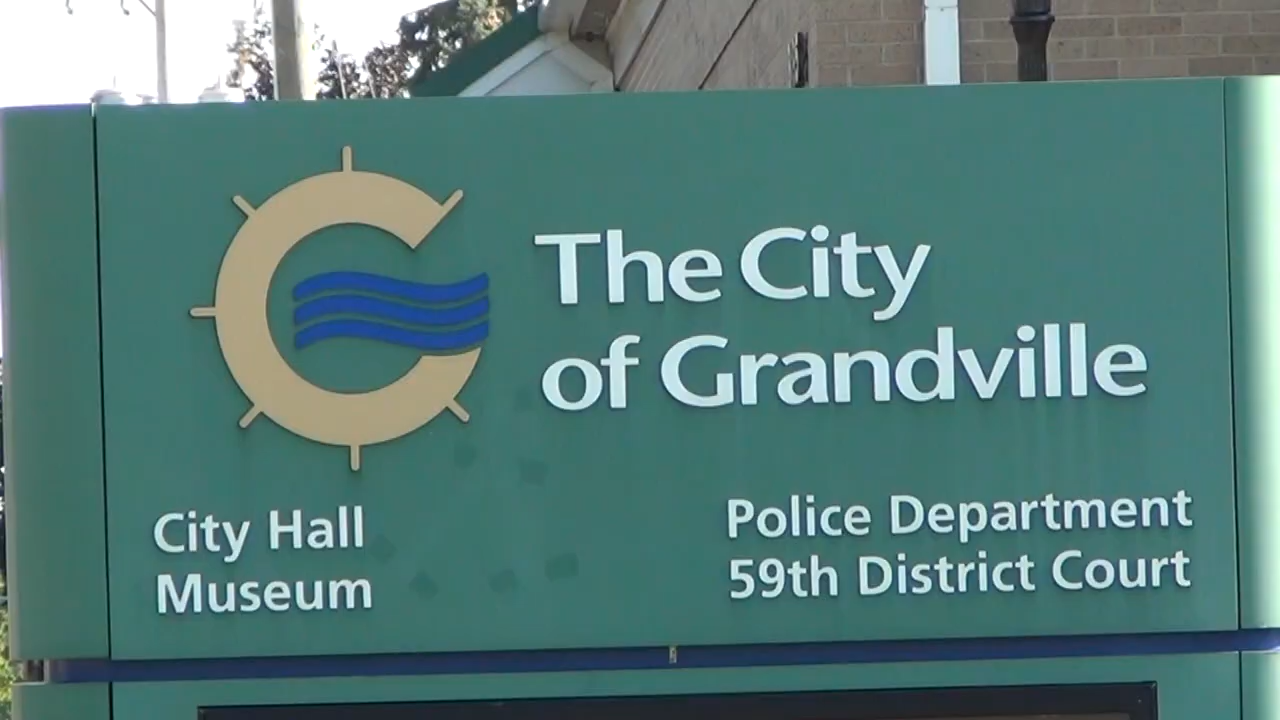 The City
of Grandville
City Hall
Museum
Police Department
59th District Court